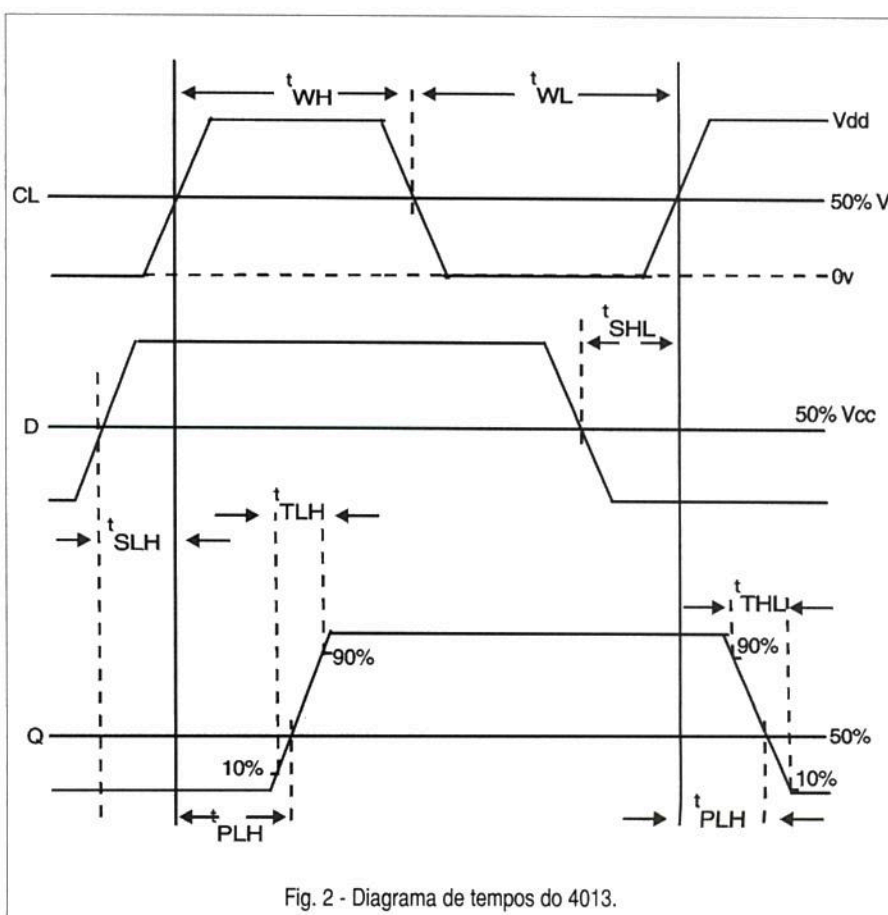 tWH
tWL
Vdd
CL
50% V
0v
tSHL
D
50% Vcc
tTLH
tSLH
tTHL
90%
90%
Q
50%
10%
10%
tPLH
tPLH
Fig. 2 - Diagrama de tempos do 4013.